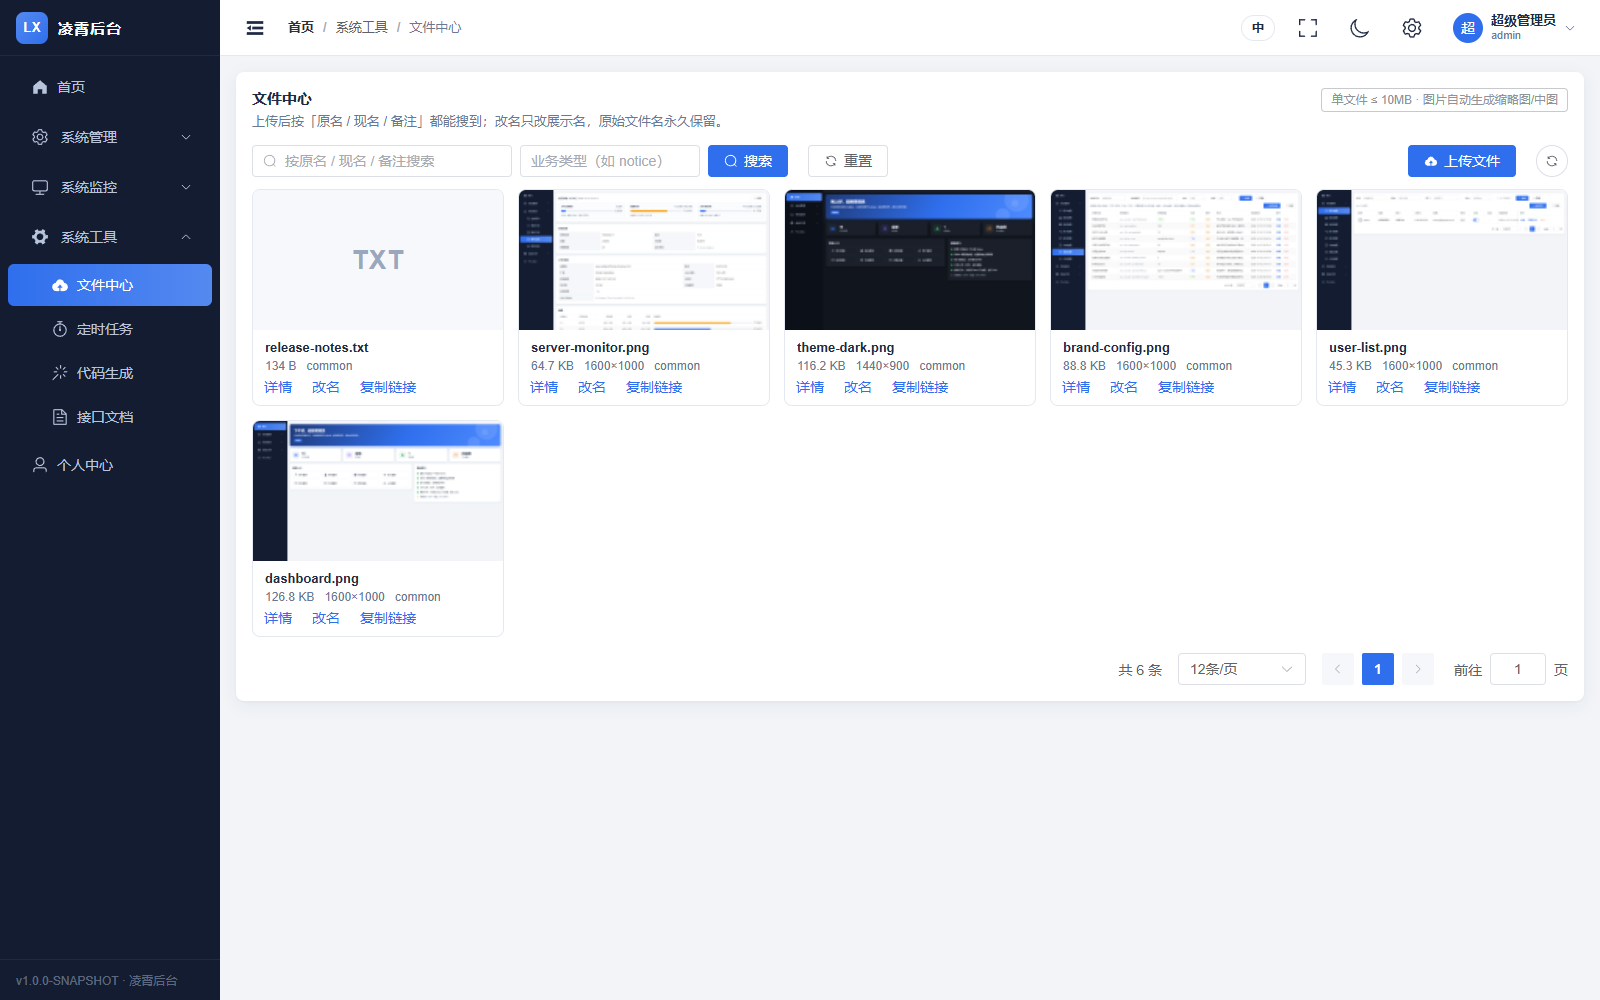 LX 凌霄后台
首页
系统管理
系统监控
系统工具
文件中心
定时任务
代码生成
接口文档
个人中心
v1.0.0-SNAPSHOT · 凌霄后台
首页 / 系统工具 / 文件中心
中
超 超级管理员
admin
文件中心
上传后按「原名 / 现名 / 备注」都能搜到；改名只改展示名，原始文件名永久保留。
单文件 ≤ 10MB · 图片自动生成缩略图/中图
按原名 / 现名 / 备注搜索
业务类型（如 notice）
搜索
重置
上传文件
TXT
release-notes.txt
134 B common
详情 改名 复制链接
server-monitor.png
64.7 KB 1600×1000 common
详情 改名 复制链接
theme-dark.png
116.2 KB 1440×900 common
详情 改名 复制链接
brand-config.png
88.8 KB 1600×1000 common
详情 改名 复制链接
user-list.png
45.3 KB 1600×1000 common
详情 改名 复制链接
dashboard.png
126.8 KB 1600×1000 common
详情 改名 复制链接
共 6 条 12条/页 1 前往 1 页